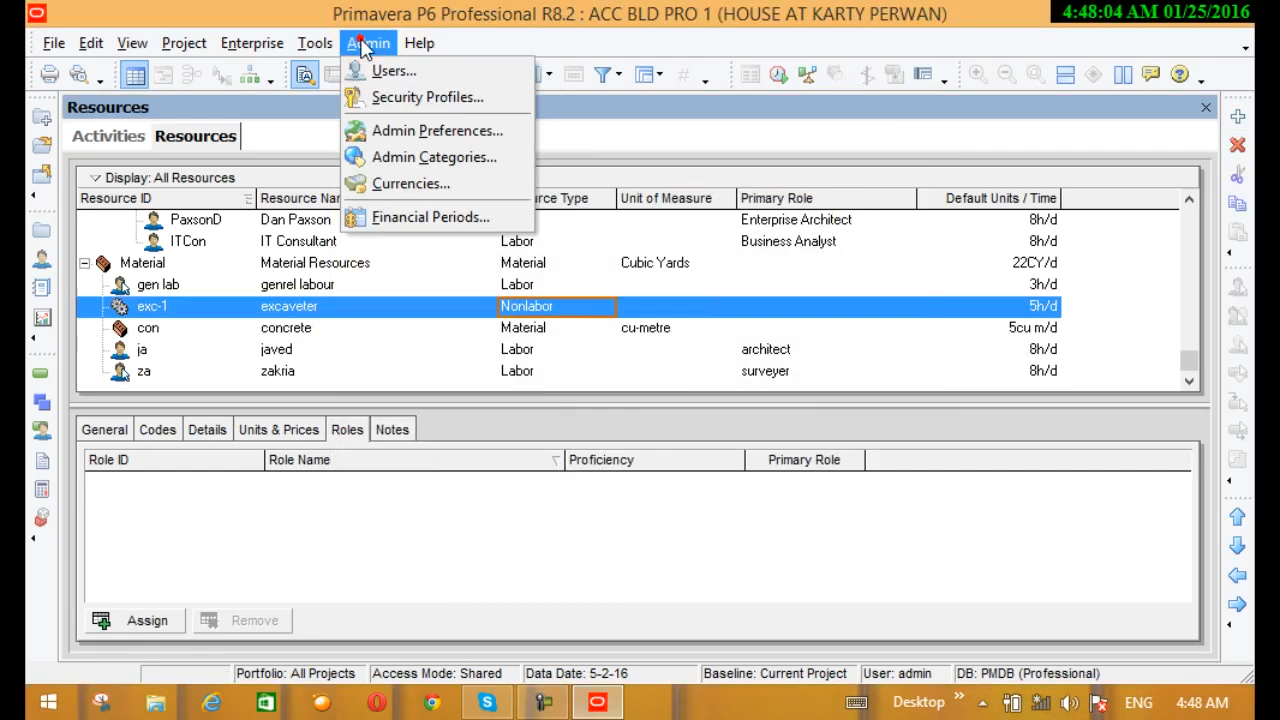 Primavera P6 Professional R8.2 : ACC BLD PRO 1 (HOUSE AT KARTY PERWAN)
4:48:04 AM 01/25/2016
File Edit View Project Enterprise Tools Admin Help
Users...
Security Profiles...
Admin Preferences...
Admin Categories...
Currencies...
Financial Periods...
Resources
Activities Resources
Display: All Resources
Resource ID Resource Na Type Unit of Measure Primary Role Default Units / Time
PaxsonD Dan Paxson Enterprise Architect 8h/d
ITCon IT Consultant Labor Business Analyst 8h/d
Material Material Resources Material Cubic Yards 22CY/d
gen lab genrel labour Labor 3h/d
exc-1 excaveter Nonlabor 5h/d
con concrete Material cu-metre 5cu m/d
ja javed Labor architect 8h/d
za zakria Labor surveyer 8h/d
General Codes Details Units & Prices Roles Notes
Role ID Role Name Proficiency Primary Role
Assign Remove
Portfolio: All Projects Access Mode: Shared Data Date: 5-2-16 Baseline: Current Project User: admin DB: PMDB (Professional)
Desktop ENG 4:48 AM